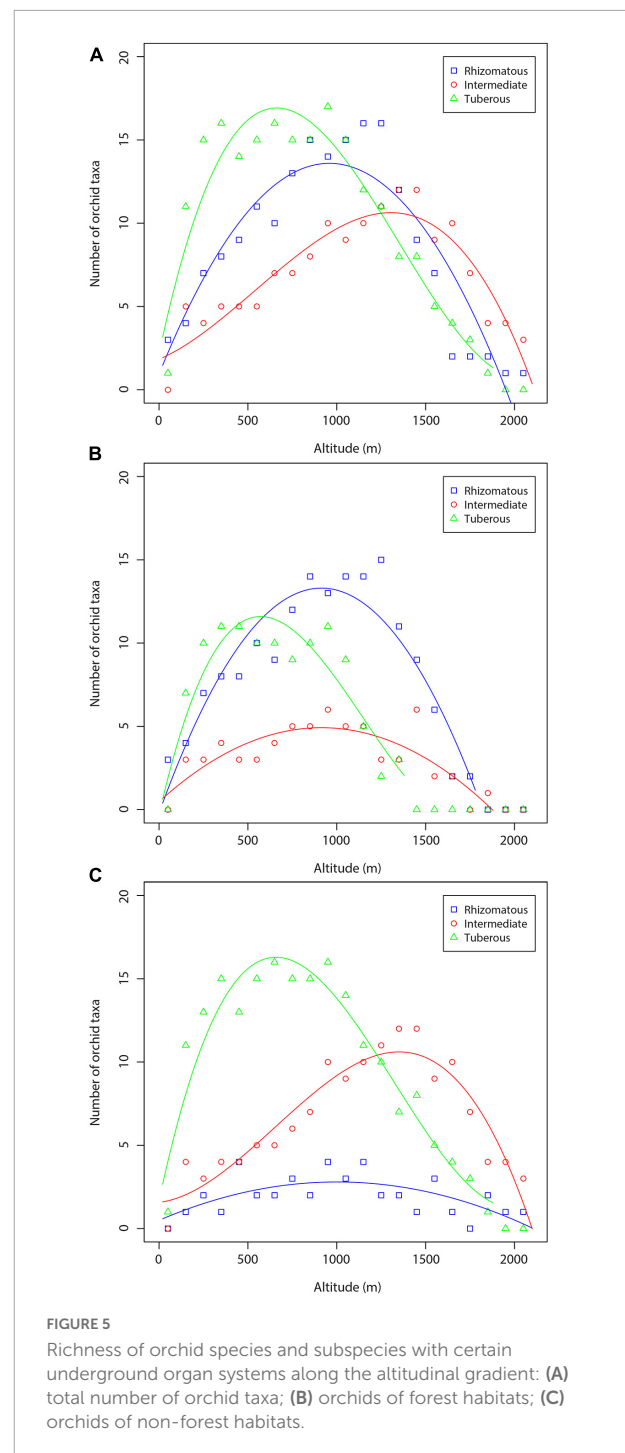 A
20
15
10
5
0
Number of orchid taxa
Rhizomatous
Intermediate
Tuberous
0
500
1000
1500
2000
Altitude (m)
B
20
15
10
5
0
Number of orchid taxa
Rhizomatous
Intermediate
Tuberous
0
500
1000
1500
2000
Altitude (m)
C
20
15
10
5
0
Number of orchid taxa
Rhizomatous
Intermediate
Tuberous
0
500
1000
1500
2000
Altitude (m)
FIGURE 5
Richness of orchid species and subspecies with certain
underground organ systems along the altitudinal gradient: (A)
total number of orchid taxa; (B) orchids of forest habitats; (C)
orchids of non-forest habitats.